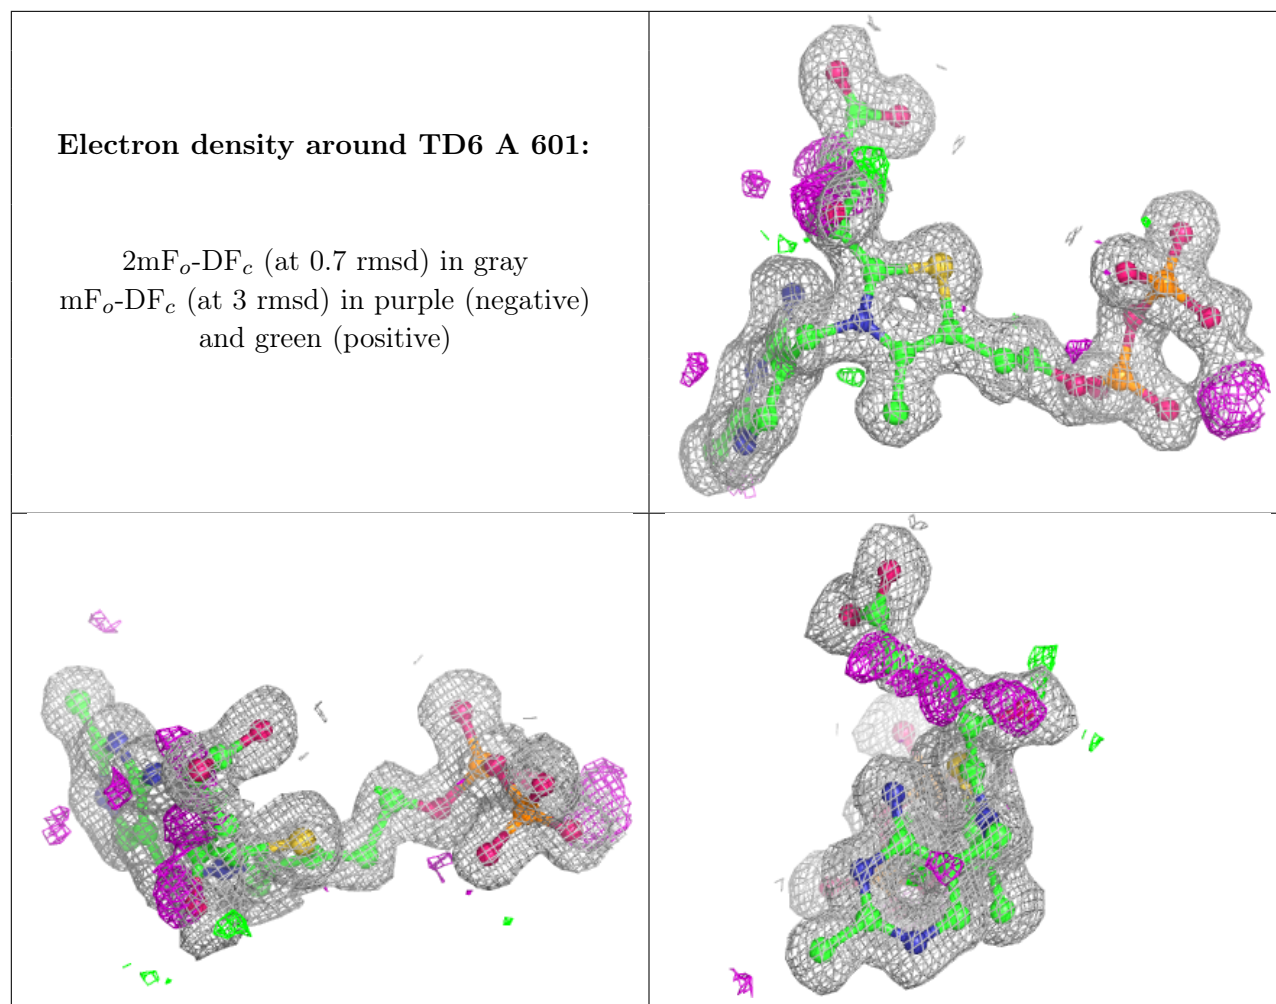 Electron density around TD6 A 601:
2mFo-DFc (at 0.7 rmsd) in gray
mFo-DFc (at 3 rmsd) in purple (negative)
and green (positive)